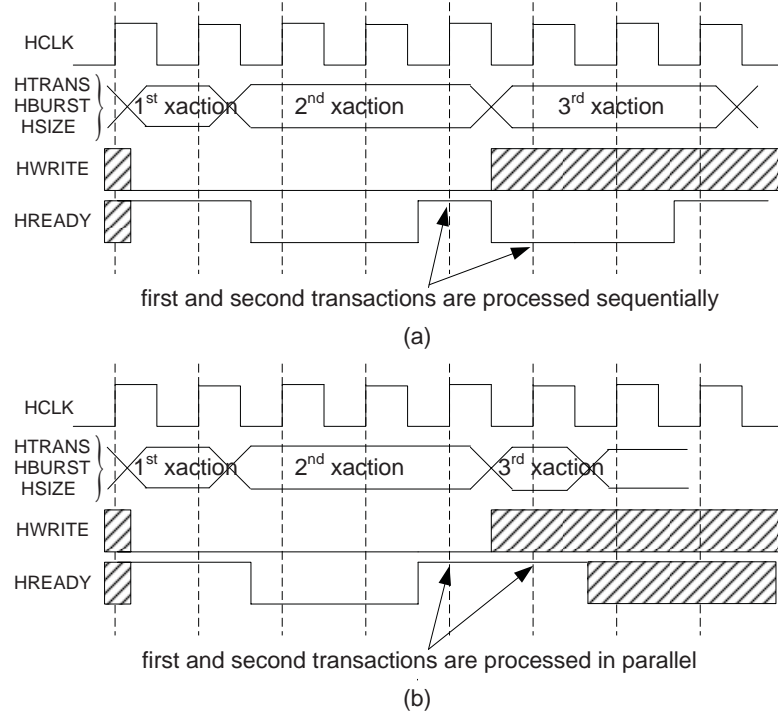 HCLK
HTRANS
HBURST
HSIZE
1st xaction
2nd xaction
3rd xaction
HWRITE
HREADY
first and second transactions are processed sequentially
(a)
HCLK
HTRANS
HBURST
HSIZE
1st xaction
2nd xaction
3rd xaction
HWRITE
HREADY
first and second transactions are processed in parallel
(b)